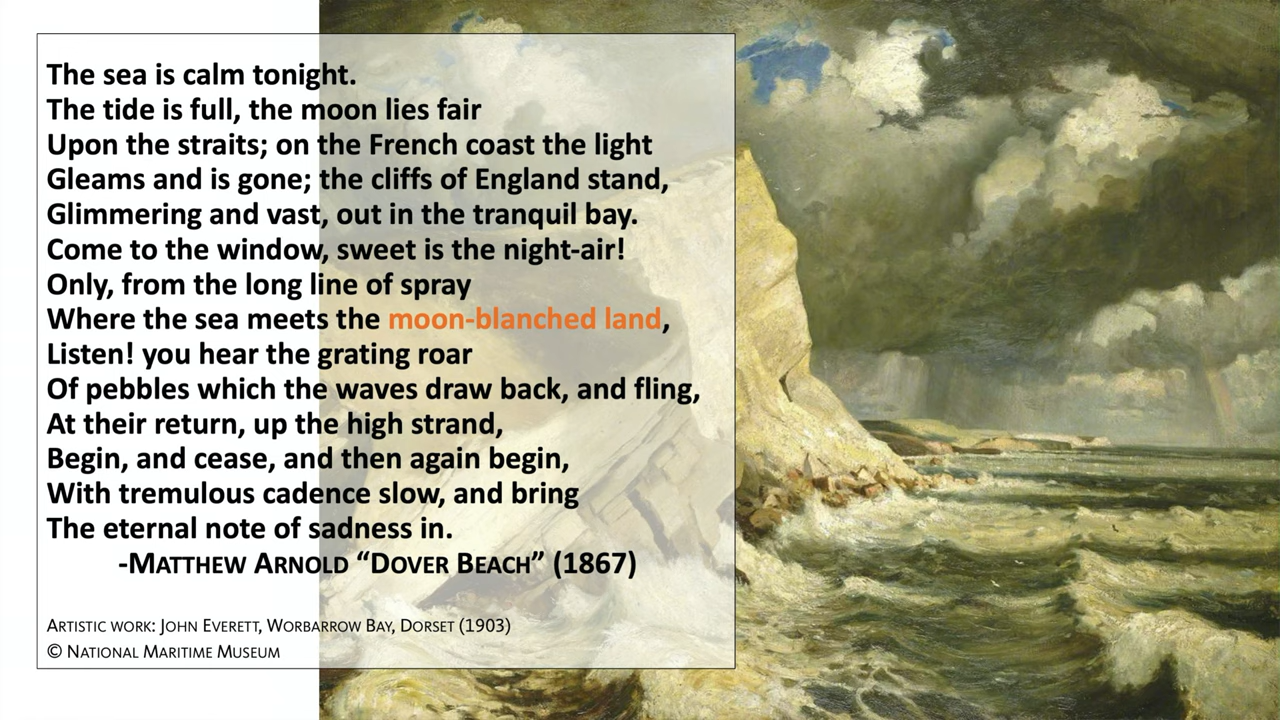 The sea is calm tonight.
The tide is full, the moon lies fair
Upon the straits; on the French coast the light
Gleams and is gone; the cliffs of England stand,
Glimmering and vast, out in the tranquil bay.
Come to the window, sweet is the night-air!
Only, from the long line of spray
Where the sea meets the moon-blanched land,
Listen! you hear the grating roar
Of pebbles which the waves draw back, and fling,
At their return, up the high strand,
Begin, and cease, and then again begin,
With tremulous cadence slow, and bring
The eternal note of sadness in.
-Matthew Arnold “Dover Beach” (1867)
Artistic work: John Everett, Worbarrow Bay, Dorset (1903)
© National Maritime Museum